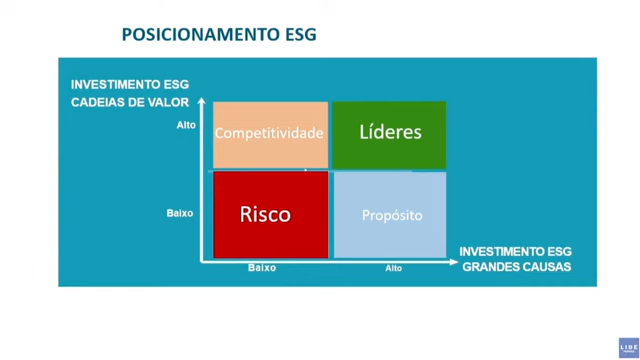 POSICIONAMENTO ESG
INVESTIMENTO ESG
CADEIAS DE VALOR
Alto
Competitividade
Líderes
Baixo
Risco
Propósito
Baixo
Alto
INVESTIMENTO ESG
GRANDES CAUSAS
LIDE